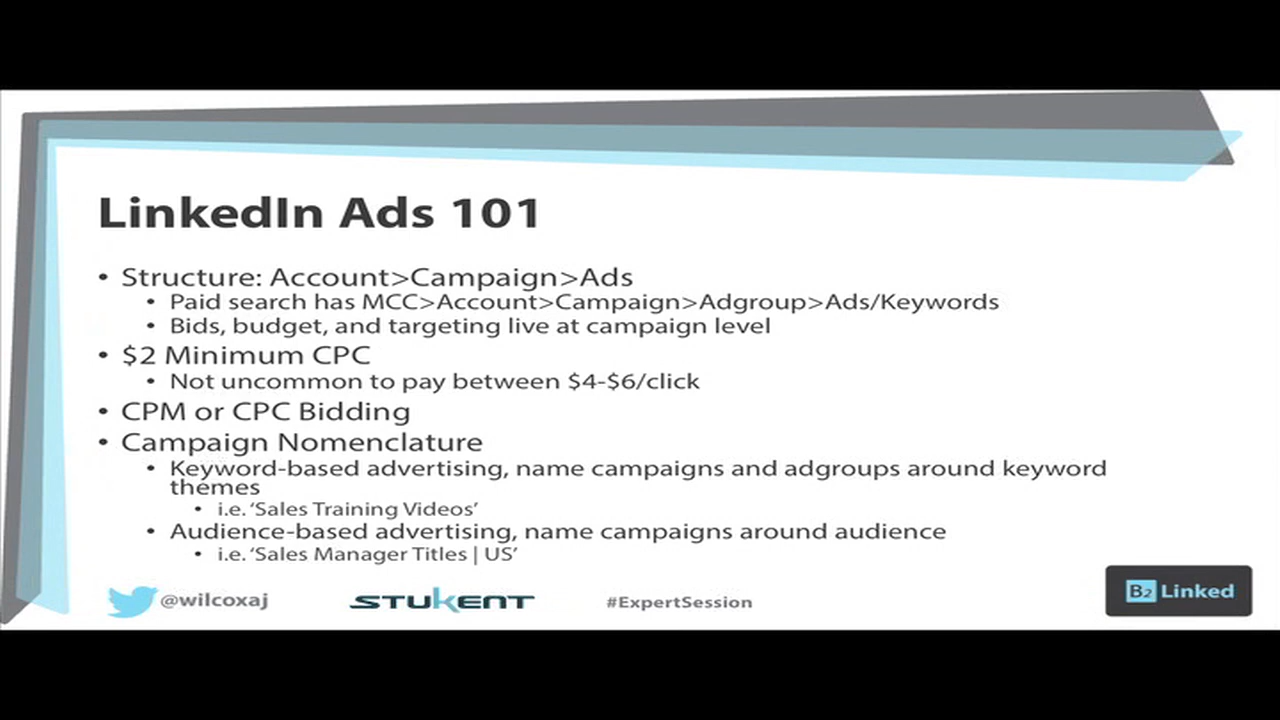 LinkedIn Ads 101
• Structure: Account>Campaign>Ads
• Paid search has MCC>Account>Campaign>Adgroup>Ads/Keywords
• Bids, budget, and targeting live at campaign level
• $2 Minimum CPC
• Not uncommon to pay between $4-$6/click
• CPM or CPC Bidding
• Campaign Nomenclature
• Keyword-based advertising, name campaigns and adgroups around keyword
themes
• i.e. ‘Sales Training Videos’
• Audience-based advertising, name campaigns around audience
• i.e. ‘Sales Manager Titles | US’
@wilcoxaj STUKENT #ExpertSession B2 Linked